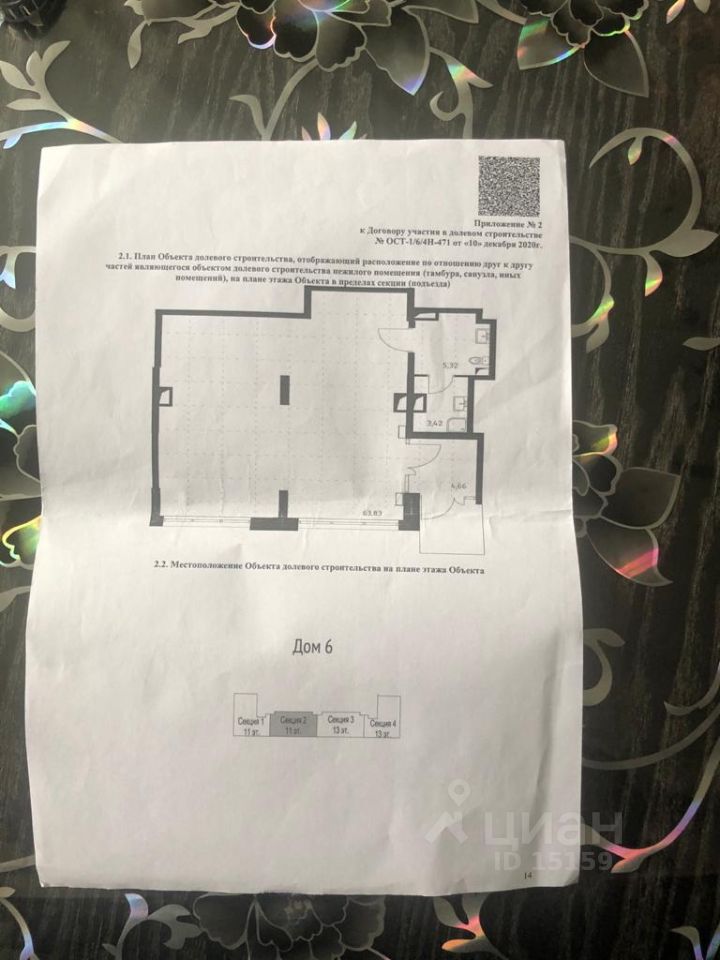 Приложение № 2
к Договору участия в долевом строительстве
№ ОСТ-1/6/4Н-471 от «10» декабря 2020г.
2.1. План Объекта долевого строительства, отображающий расположение по отношению друг к другу
частей являющегося объектом долевого строительства нежилого помещения (тамбура, санузла, иных
помещений), на плане этажа Объекта в пределах секции (подъезда)
5,32
3,42
4,66
63,83
2.2. Местоположение Объекта долевого строительства на плане этажа Объекта
Дом 6
Секция 1
11 эт.
Секция 2
11 эт.
Секция 3
13 эт.
Секция 4
13 эт.
циан
ID 15159
14